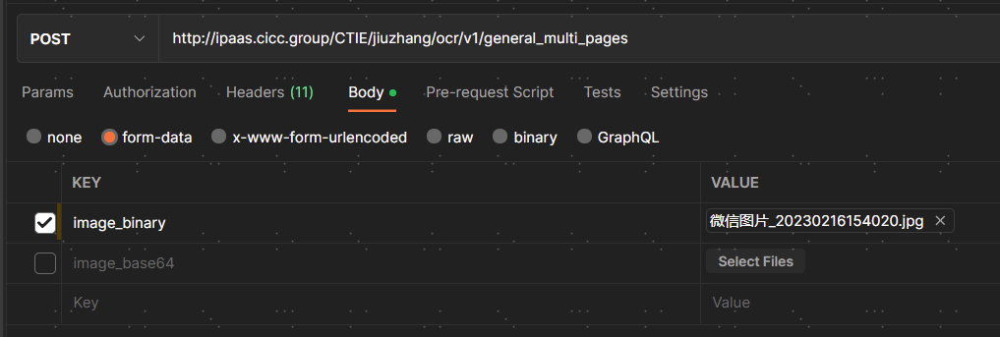 POST http://ipaas.cicc.group/CTIE/jiuzhang/ocr/v1/general_multi_pages
Params Authorization Headers (11) Body Pre-request Script Tests Settings
none form-data x-www-form-urlencoded raw binary GraphQL
KEY VALUE
image_binary 微信图片_20230216154020.jpg ×
image_base64 Select Files
Key Value